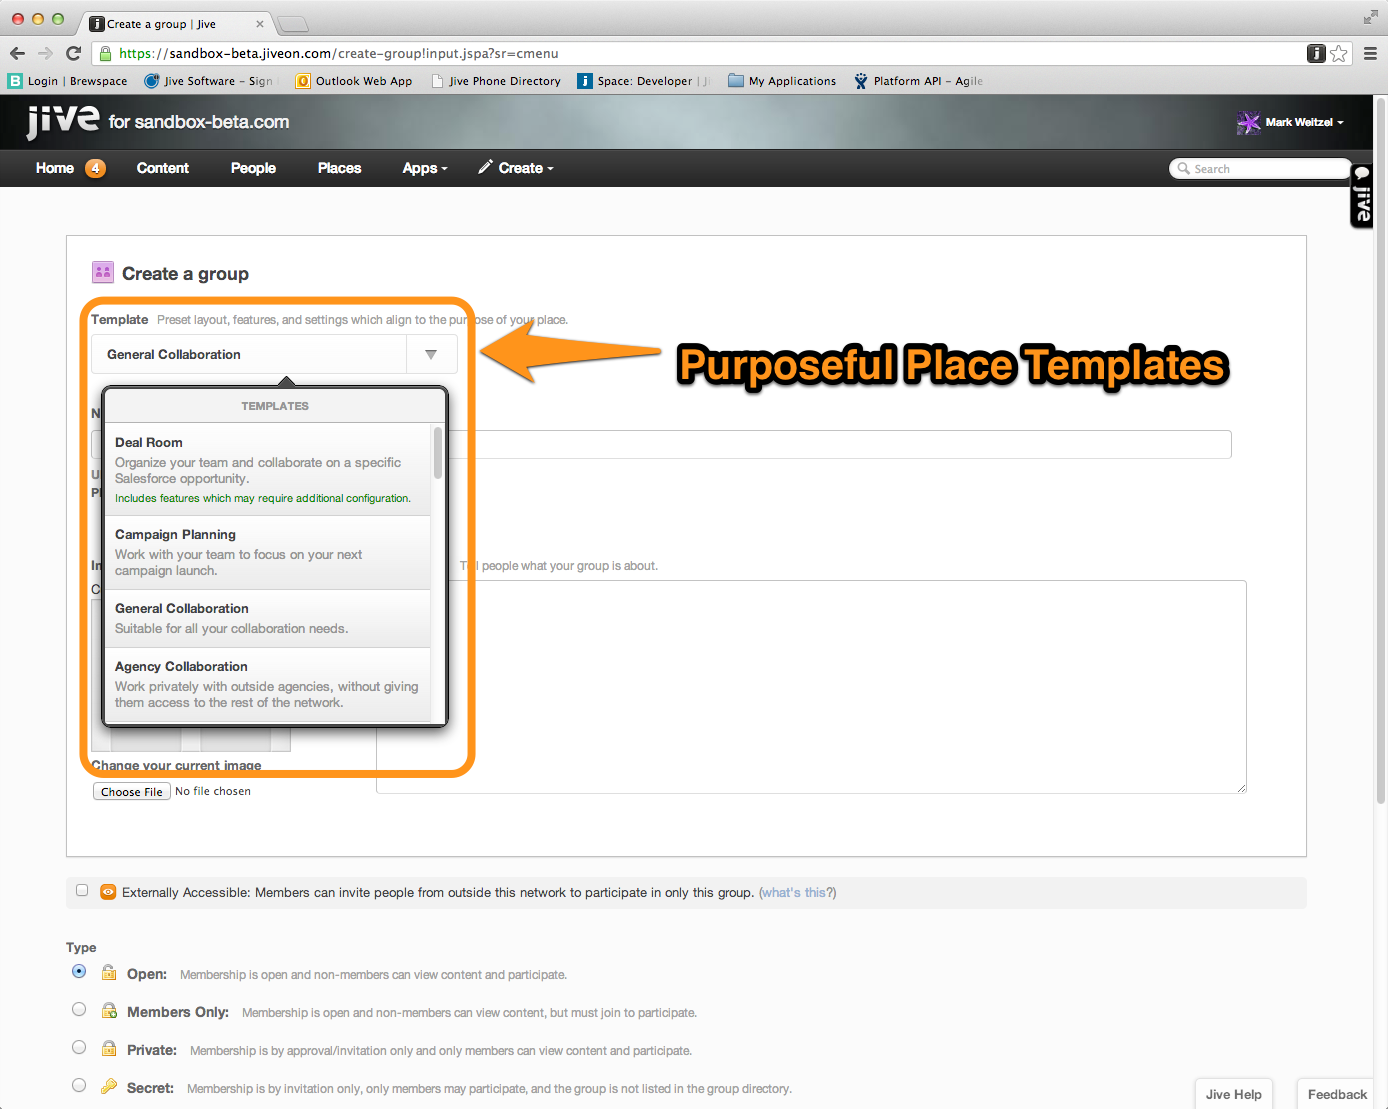 Create a group | Jive
https://sandbox-beta.jiveon.com/create-group!input.jspa?sr=cmenu
Login | Brewspace
Jive Software – Sign
Outlook Web App
Jive Phone Directory
Space: Developer | Ji
My Applications
Platform API – Agile
jive for sandbox-beta.com
Mark Weitzel
Home 4 Content People Places Apps Create
Search
jive
Create a group
Template Preset layout, features, and settings which align to the purpose of your place.
General Collaboration
Purposeful Place Templates
TEMPLATES
Deal Room
Organize your team and collaborate on a specific
Salesforce opportunity.
Includes features which may require additional configuration.
Campaign Planning
Work with your team to focus on your next
campaign launch.
Tell people what your group is about.
General Collaboration
Suitable for all your collaboration needs.
Agency Collaboration
Work privately with outside agencies, without giving
them access to the rest of the network.
Change your current image
Choose File No file chosen
Externally Accessible: Members can invite people from outside this network to participate in only this group. (what's this?)
Type
Open: Membership is open and non-members can view content and participate.
Members Only: Membership is open and non-members can view content, but must join to participate.
Private: Membership is by approval/invitation only and only members can view content and participate.
Secret: Membership is by invitation only, only members may participate, and the group is not listed in the group directory.
Jive Help
Feedback